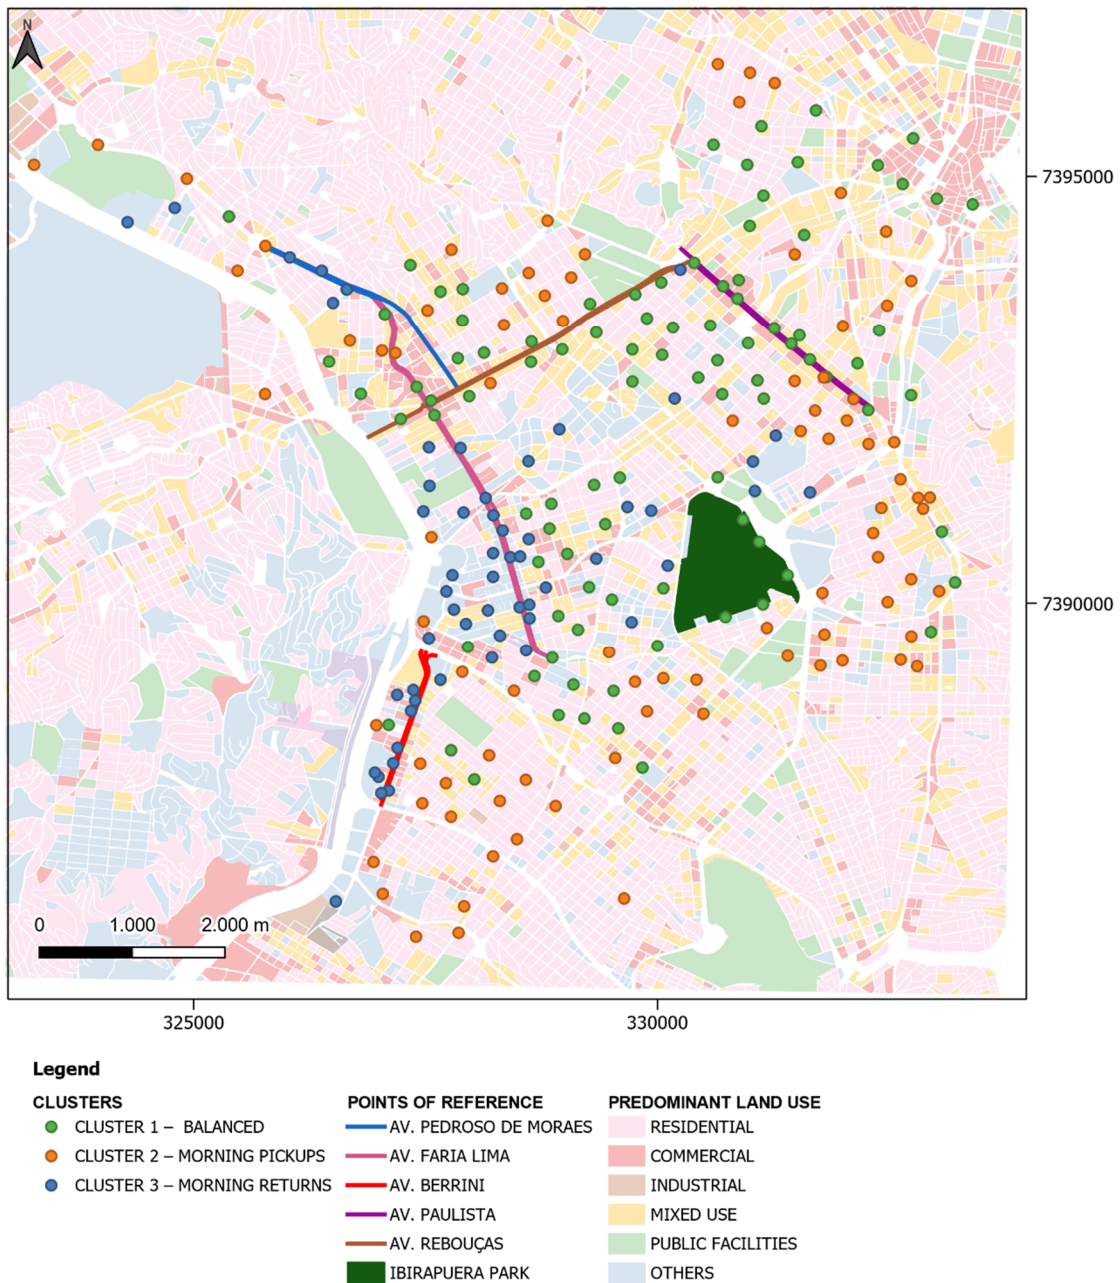 N
7395000
7390000
0 1.000 2.000 m
325000 330000
Legend
CLUSTERS
CLUSTER 1 – BALANCED
CLUSTER 2 – MORNING PICKUPS
CLUSTER 3 – MORNING RETURNS
POINTS OF REFERENCE
AV. PEDROSO DE MORAES
AV. FARIA LIMA
AV. BERRINI
AV. PAULISTA
AV. REBOUÇAS
IBIRAPUERA PARK
PREDOMINANT LAND USE
RESIDENTIAL
COMMERCIAL
INDUSTRIAL
MIXED USE
PUBLIC FACILITIES
OTHERS